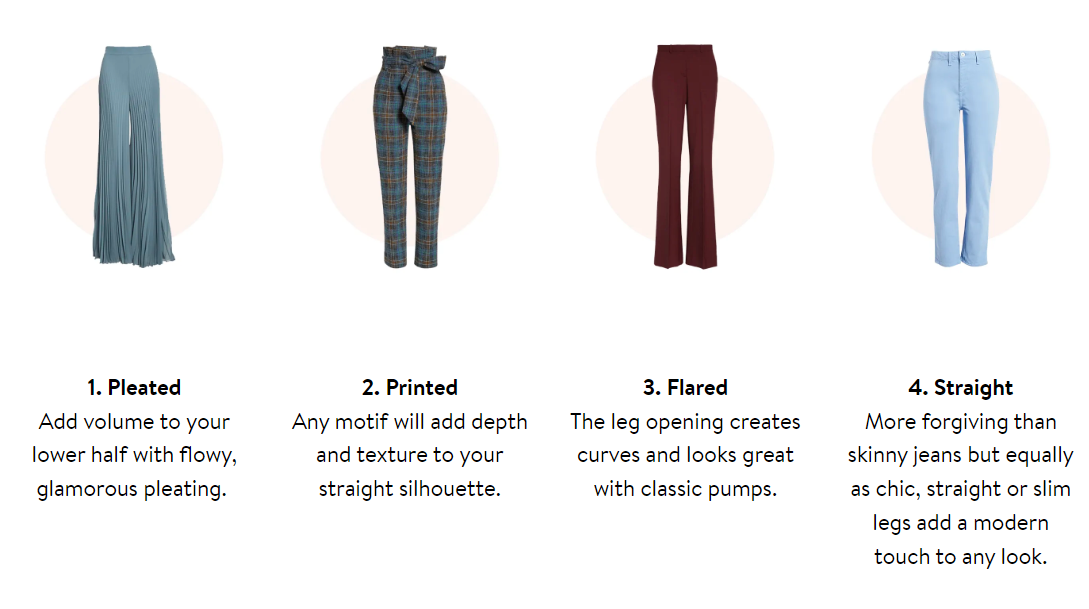 1. Pleated
Add volume to your
lower half with flowy,
glamorous pleating.
2. Printed
Any motif will add depth
and texture to your
straight silhouette.
3. Flared
The leg opening creates
curves and looks great
with classic pumps.
4. Straight
More forgiving than
skinny jeans but equally
as chic, straight or slim
legs add a modern
touch to any look.